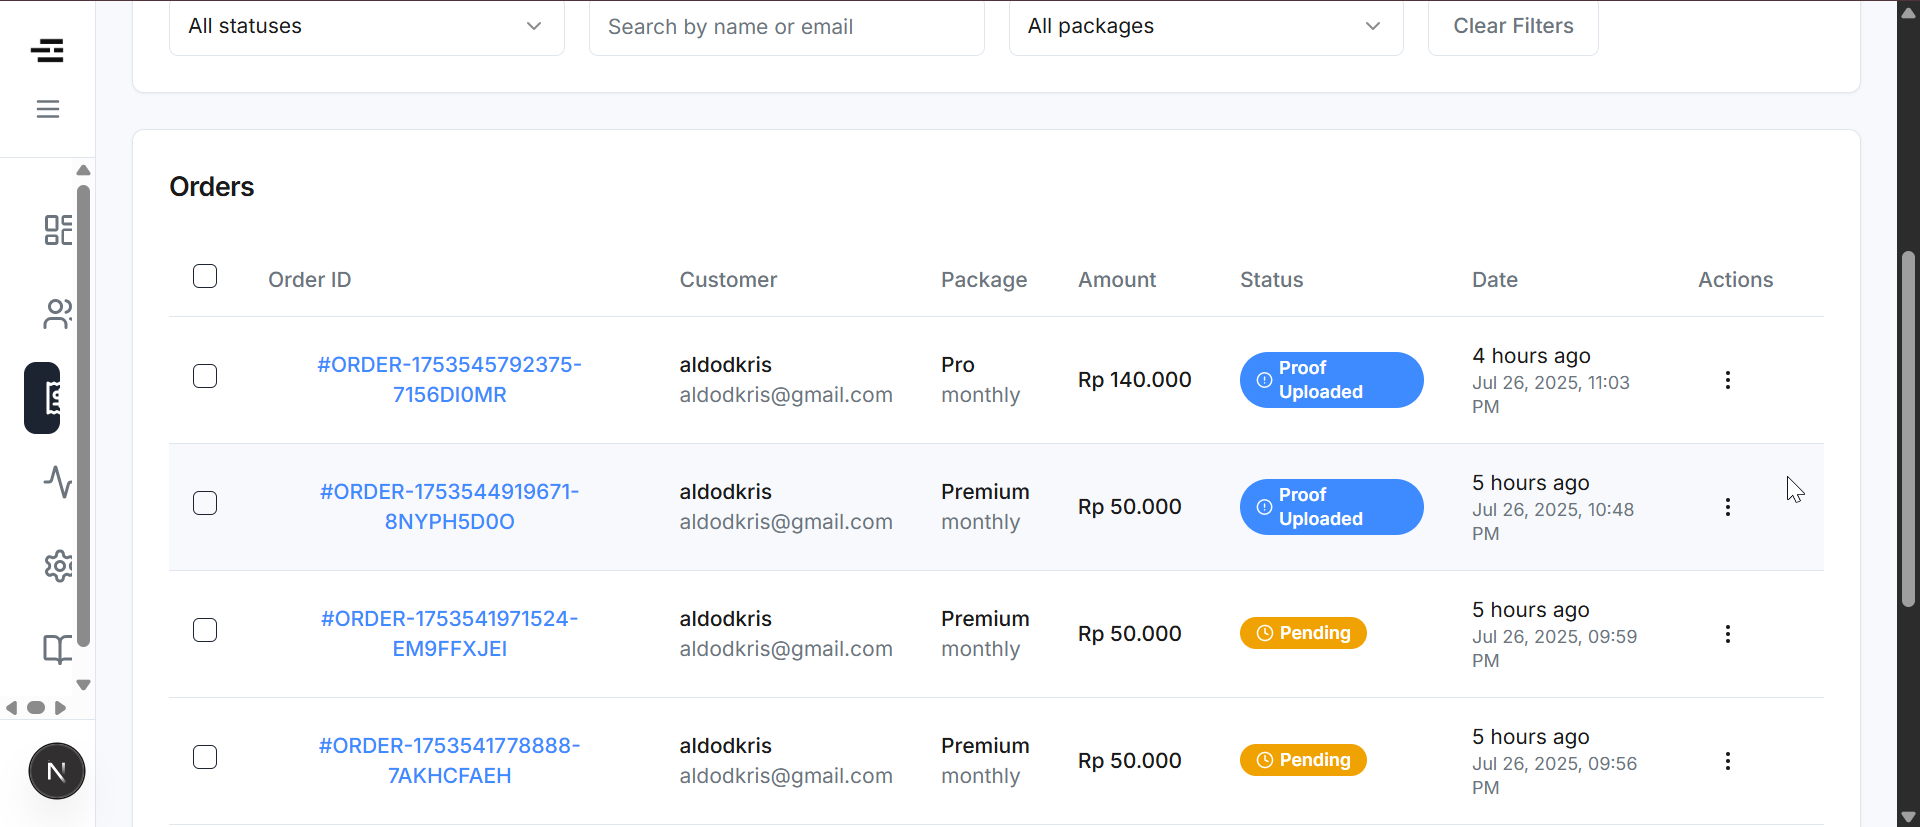 All statuses
Search by name or email
All packages
Clear Filters
Orders
Order ID
Customer
Package
Amount
Status
Date
Actions
#ORDER-1753545792375-
7156DI0MR
aldodkris
aldodkris@gmail.com
Pro
monthly
Rp 140.000
Proof
Uploaded
4 hours ago
Jul 26, 2025, 11:03
PM
#ORDER-1753544919671-
8NYPH5D0O
aldodkris
aldodkris@gmail.com
Premium
monthly
Rp 50.000
Proof
Uploaded
5 hours ago
Jul 26, 2025, 10:48
PM
#ORDER-1753541971524-
EM9FFXJEI
aldodkris
aldodkris@gmail.com
Premium
monthly
Rp 50.000
Pending
5 hours ago
Jul 26, 2025, 09:59
PM
#ORDER-1753541778888-
7AKHCFAEH
aldodkris
aldodkris@gmail.com
Premium
monthly
Rp 50.000
Pending
5 hours ago
Jul 26, 2025, 09:56
PM
N